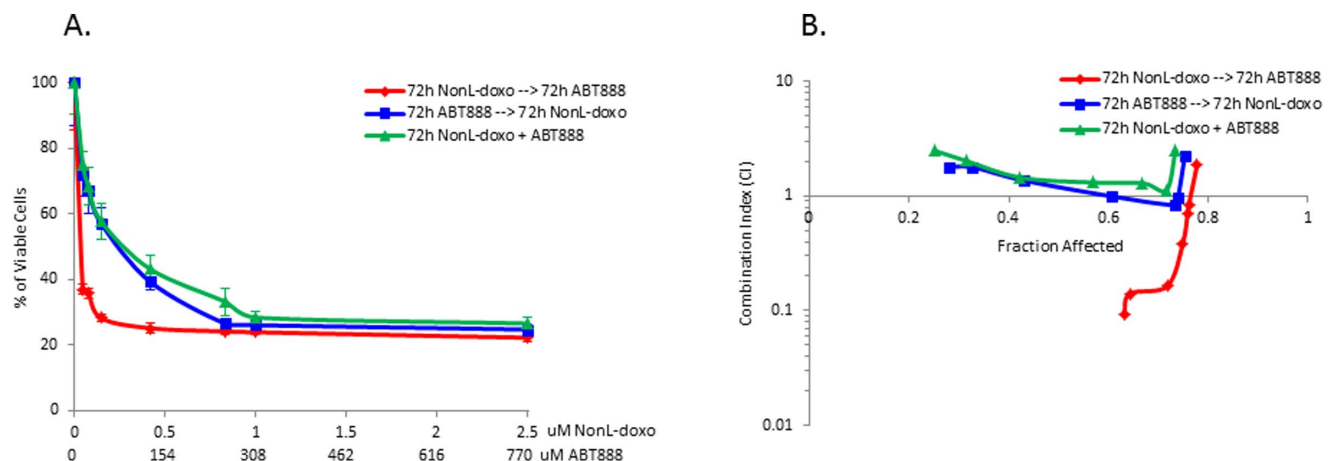 A.
% of Viable Cells
100
80
60
40
20
0
72h NonL-doxo --> 72h ABT888
72h ABT888 --> 72h NonL-doxo
72h NonL-doxo + ABT888
0 0.5 1 1.5 2 2.5 uM NonL-doxo
0 154 308 462 616 770 uM ABT888
B.
Combination Index (CI)
10
1
0.1
0.01
72h NonL-doxo --> 72h ABT888
72h ABT888 --> 72h NonL-doxo
72h NonL-doxo + ABT888
0 0.2 0.4 0.6 0.8 1
Fraction Affected